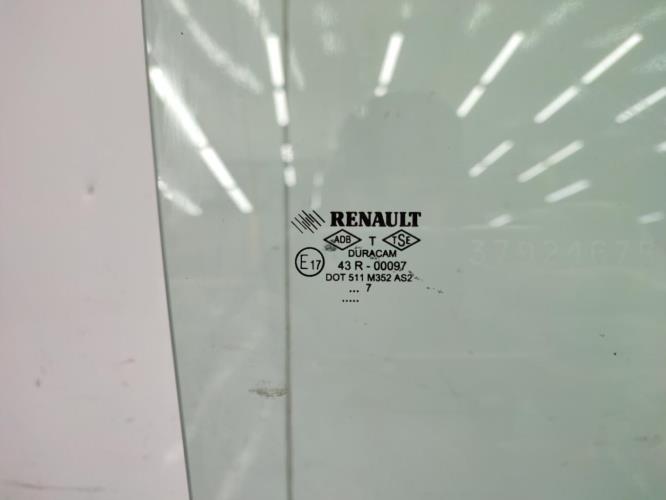 RENAULT
ADB T TSE
DURACAM
E17 43 R - 00097
DOT 511 M352 AS2
... 7
.....